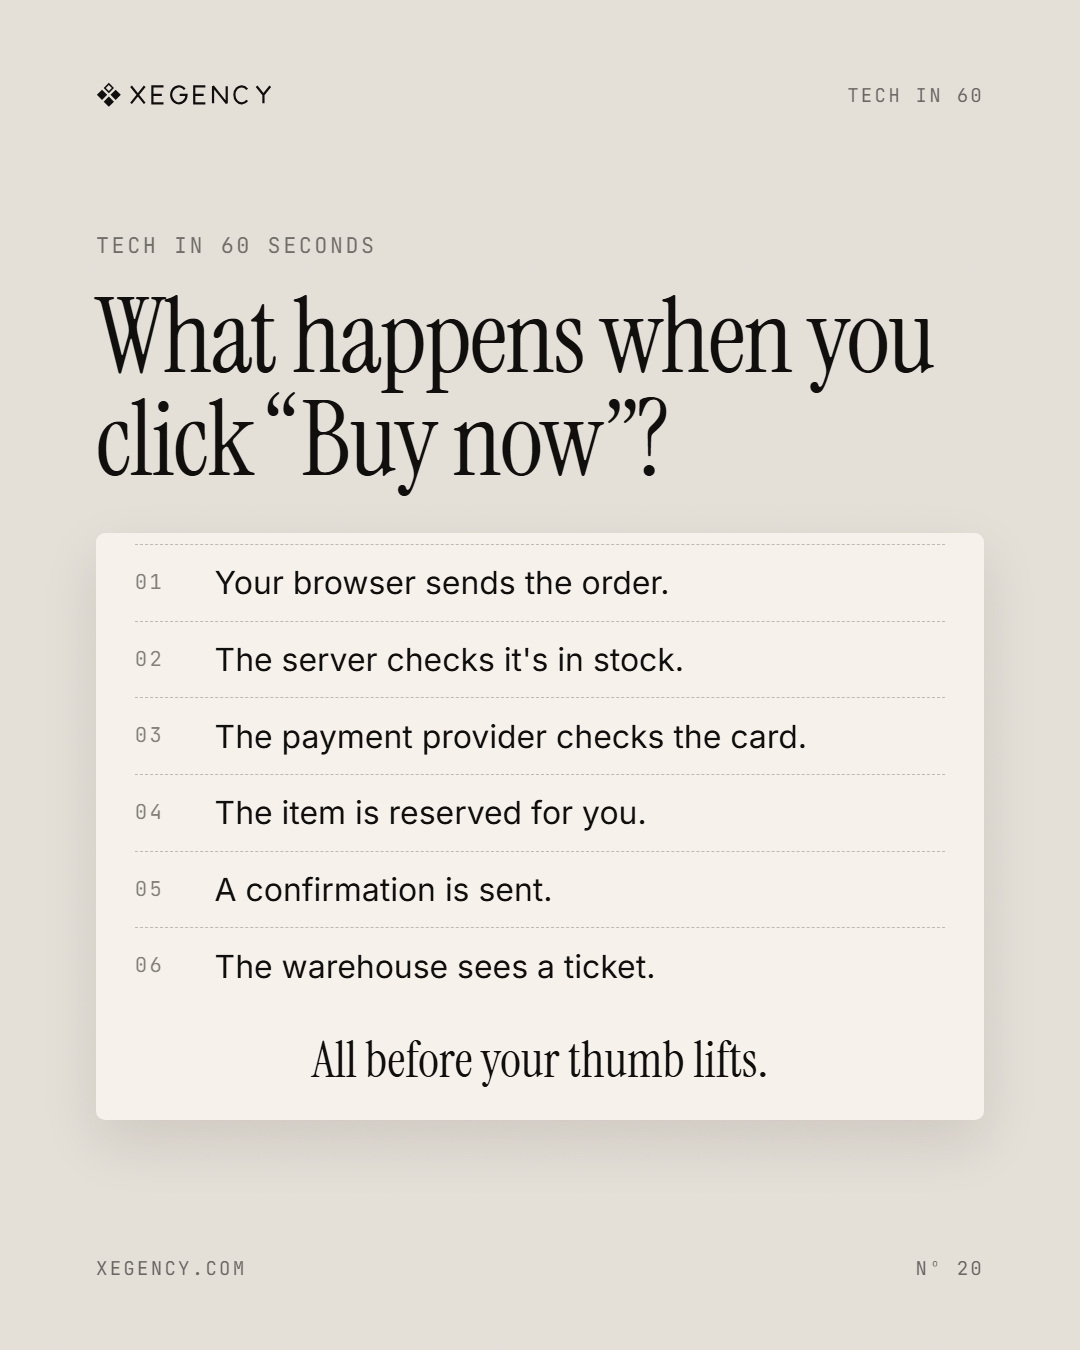 XEGENCY
TECH IN 60
TECH IN 60 SECONDS
What happens when you
click “Buy now”?
01 Your browser sends the order.
02 The server checks it's in stock.
03 The payment provider checks the card.
04 The item is reserved for you.
05 A confirmation is sent.
06 The warehouse sees a ticket.
All before your thumb lifts.
XEGENCY.COM
N° 20